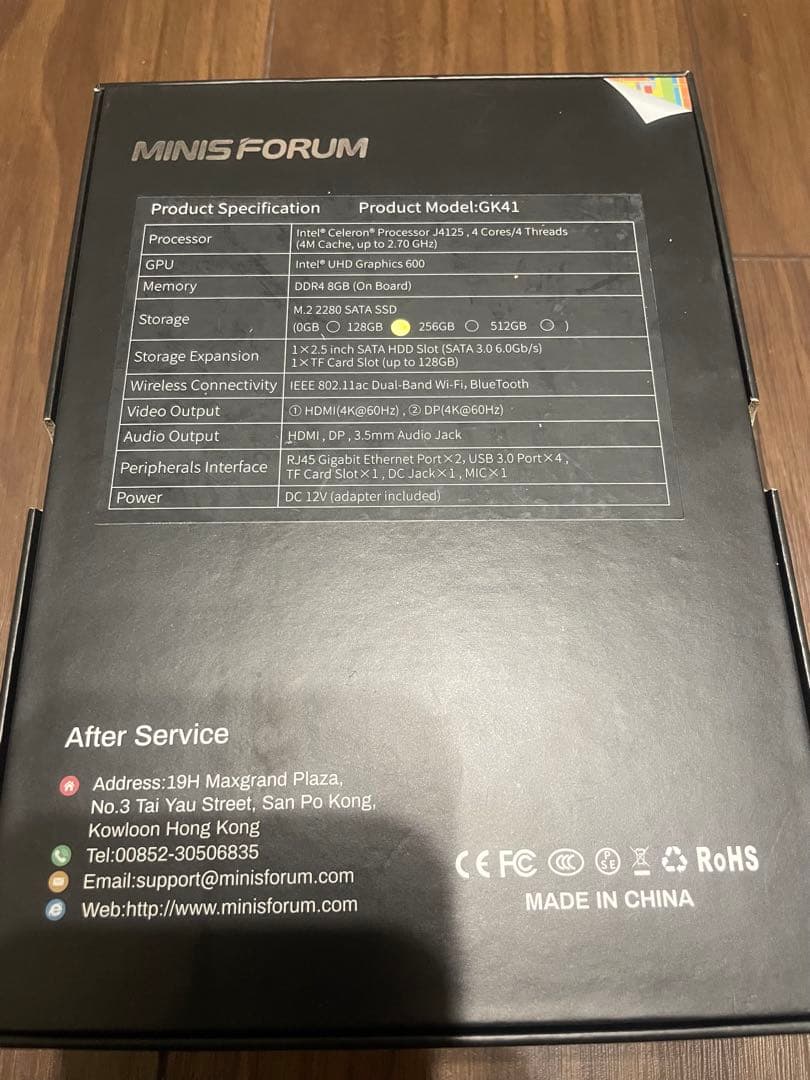 MINISFORUM
Product Specification Product Model:GK41
Processor Intel® Celeron® Processor J4125 , 4 Cores/4 Threads
(4M Cache, up to 2.70 GHz)
GPU Intel® UHD Graphics 600
Memory DDR4 8GB (On Board)
Storage M.2 2280 SATA SSD
(0GB ○ 128GB ● 256GB ○ 512GB ○ )
Storage Expansion 1×2.5 inch SATA HDD Slot (SATA 3.0 6.0Gb/s)
1×TF Card Slot (up to 128GB)
Wireless Connectivity IEEE 802.11ac Dual-Band Wi-Fi, BlueTooth
Video Output ① HDMI(4K@60Hz) , ② DP(4K@60Hz)
Audio Output HDMI , DP , 3.5mm Audio Jack
Peripherals Interface RJ45 Gigabit Ethernet Port×2, USB 3.0 Port×4 ,
TF Card Slot×1 , DC Jack×1 , MIC×1
Power DC 12V (adapter included)
After Service
Address:19H Maxgrand Plaza,
No.3 Tai Yau Street, San Po Kong,
Kowloon Hong Kong
Tel:00852-30506835
Email:support@minisforum.com
Web:http://www.minisforum.com
CE FC CCC PSE RoHS
MADE IN CHINA